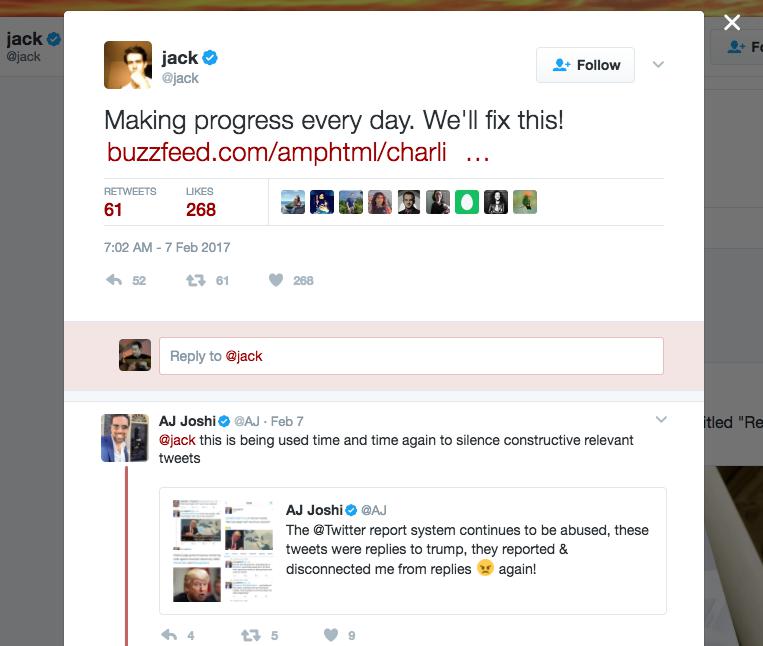 jack
@jack
jack
@jack
Follow
Making progress every day. We'll fix this!
buzzfeed.com/amphtml/charli …
RETWEETS
61
LIKES
268
7:02 AM - 7 Feb 2017
52
61
268
Reply to @jack
AJ Joshi @AJ · Feb 7
@jack this is being used time and time again to silence constructive relevant
tweets
AJ Joshi @AJ
The @Twitter report system continues to be abused, these
tweets were replies to trump, they reported &
disconnected me from replies 😡 again!
4
5
9
Fo
itled "Re